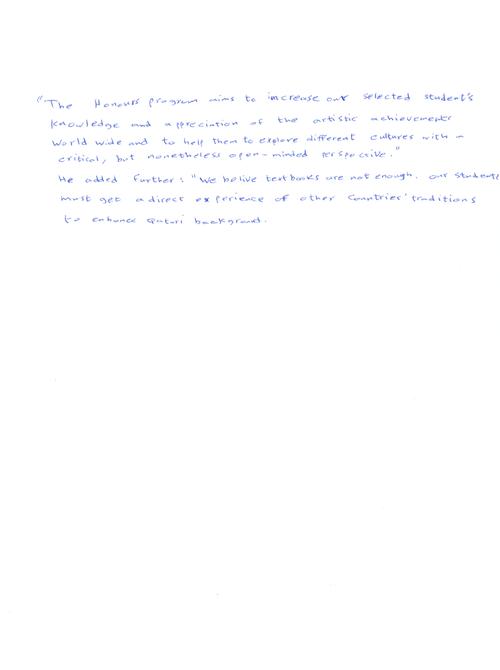 "The Honours' program aims to increase our selected student's
knowledge and appreciation of the artistic achievements
world wide and to help them to explore different cultures with a
critical, but nonetheless open-minded perspecive."
He added further: "We belive textbooks are not enough. our students
must get a direct experience of other Countries' traditions
to enhance Qatari background.